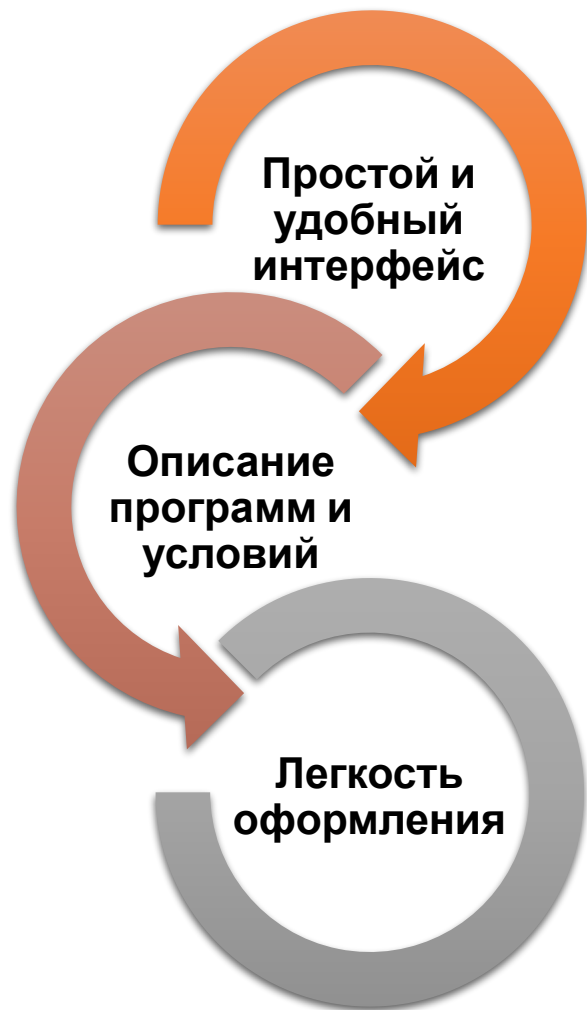 Простой и
удобный
интерфейс
Описание
программ и
условий
Легкость
оформления